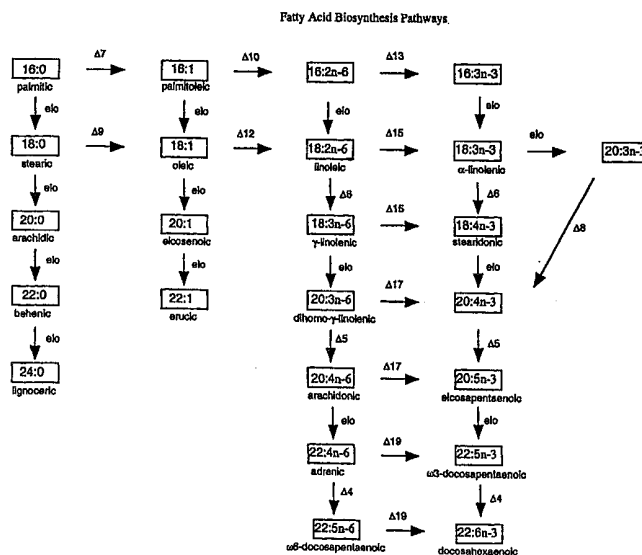 Fatty Acid Biosynthesis Pathways
Δ7 Δ10 Δ13
16:0 16:1 16:2n-6 16:3n-3
palmitic palmitoleic
elo elo elo elo
Δ9 Δ12 Δ15 elo
18:0 18:1 18:2n-6 18:3n-3 20:3n-3
stearic oleic linoleic α-linolenic
elo elo Δ6 Δ6 Δ8
Δ15
20:0 20:1 18:3n-6 18:4n-3
arachidic eicosenoic γ-linolenic stearidonic
elo elo elo elo
Δ17
22:0 22:1 20:3n-6 20:4n-3
behenic erucic dihomo-γ-linolenic
elo Δ5 Δ5
Δ17
24:0 20:4n-6 20:5n-3
lignoceric arachidonic eicosapentaenoic
elo elo
Δ19
22:4n-6 22:5n-3
adrenic ω3-docosapentaenoic
Δ4 Δ4
Δ19
22:5n-6 22:6n-3
ω6-docosapentaenoic docosahexaenoic